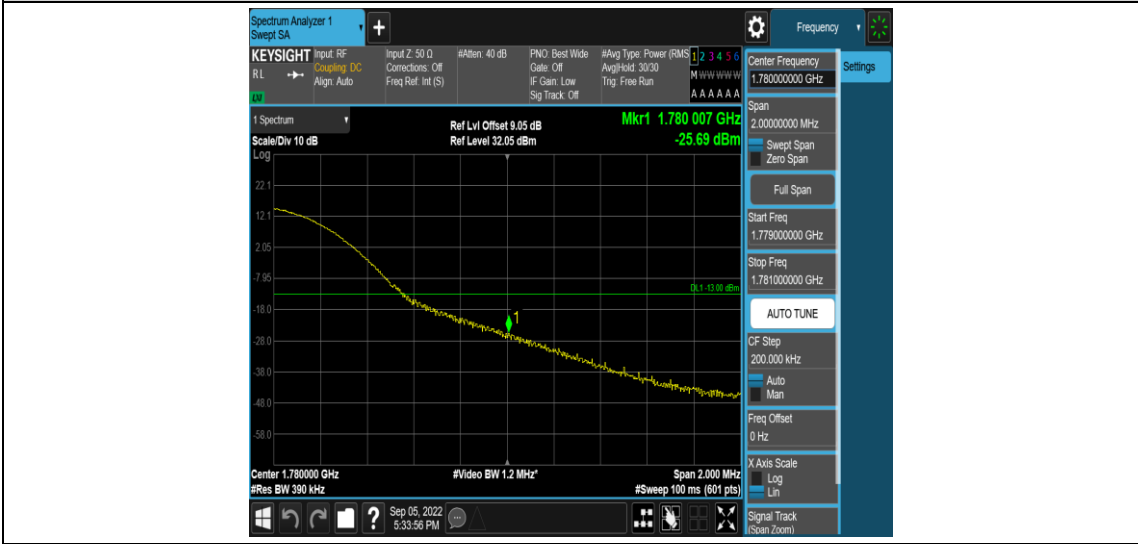 Spectrum Analyzer 1
Swept SA
+
Frequency
KEYSIGHT
RL
LNI
Input: RF
Coupling: DC
Align: Auto
Input Z: 50 Ω
Corrections: Off
Freq Ref: Int (S)
#Atten: 40 dB
PNO: Best Wide
Gate: Off
IF Gain: Low
Sig Track: Off
#Avg Type: Power (RMS
Avg|Hold: 30/30
Trig: Free Run
1 2 3 4 5 6
M W W W W W
A A A A A A
1 Spectrum
Scale/Div 10 dB
Log
Ref Lvl Offset 9.05 dB
Ref Level 32.05 dBm
Mkr1 1.780 007 GHz
-25.69 dBm
22.1
12.1
2.05
-7.95
-18.0
-28.0
-38.0
-48.0
-58.0
DL1 -13.00 dBm
1
Center 1.780000 GHz
#Res BW 390 kHz
#Video BW 1.2 MHz*
Span 2.000 MHz
#Sweep 100 ms (601 pts)
?
Sep 05, 2022
5:33:56 PM
Center Frequency
1.780000000 GHz
Settings
Span
2.00000000 MHz
Swept Span
Zero Span
Full Span
Start Freq
1.779000000 GHz
Stop Freq
1.781000000 GHz
AUTO TUNE
CF Step
200.000 kHz
Auto
Man
Freq Offset
0 Hz
X Axis Scale
Log
Lin
Signal Track
(Span Zoom)